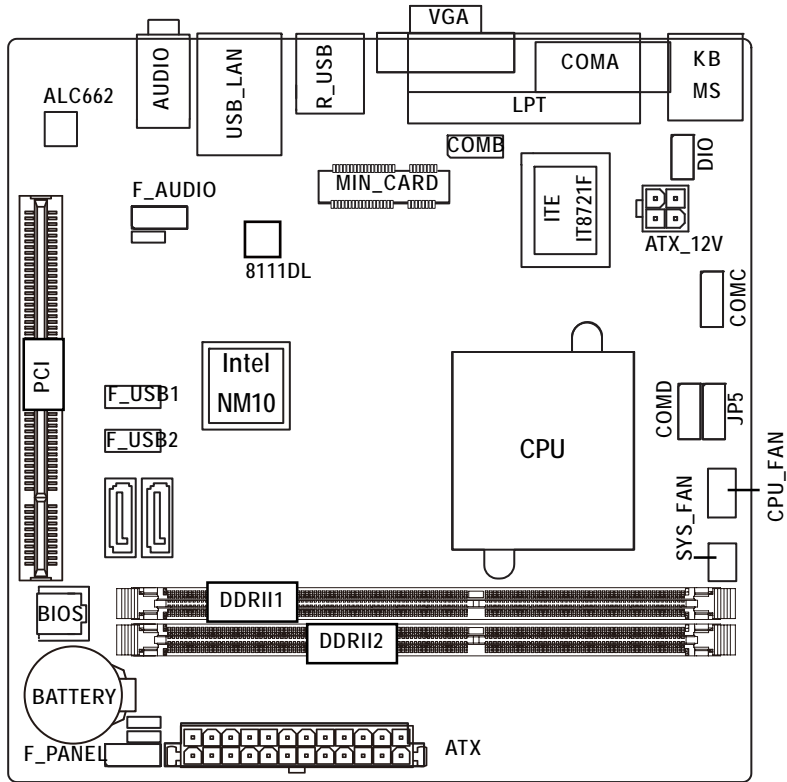 VGA
AUDIO
USB_LAN
R_USB
COMA
LPT
KB
MS
ALC662
COMB
DIO
MIN_CARD
F_AUDIO
ITE
IT8721F
ATX_12V
8111DL
COMC
PCI
Intel
NM10
F_USB1
F_USB2
CPU
COMD
JP5
CPU_FAN
SYS_FAN
BIOS
DDRII1
DDRII2
BATTERY
F_PANEL
ATX